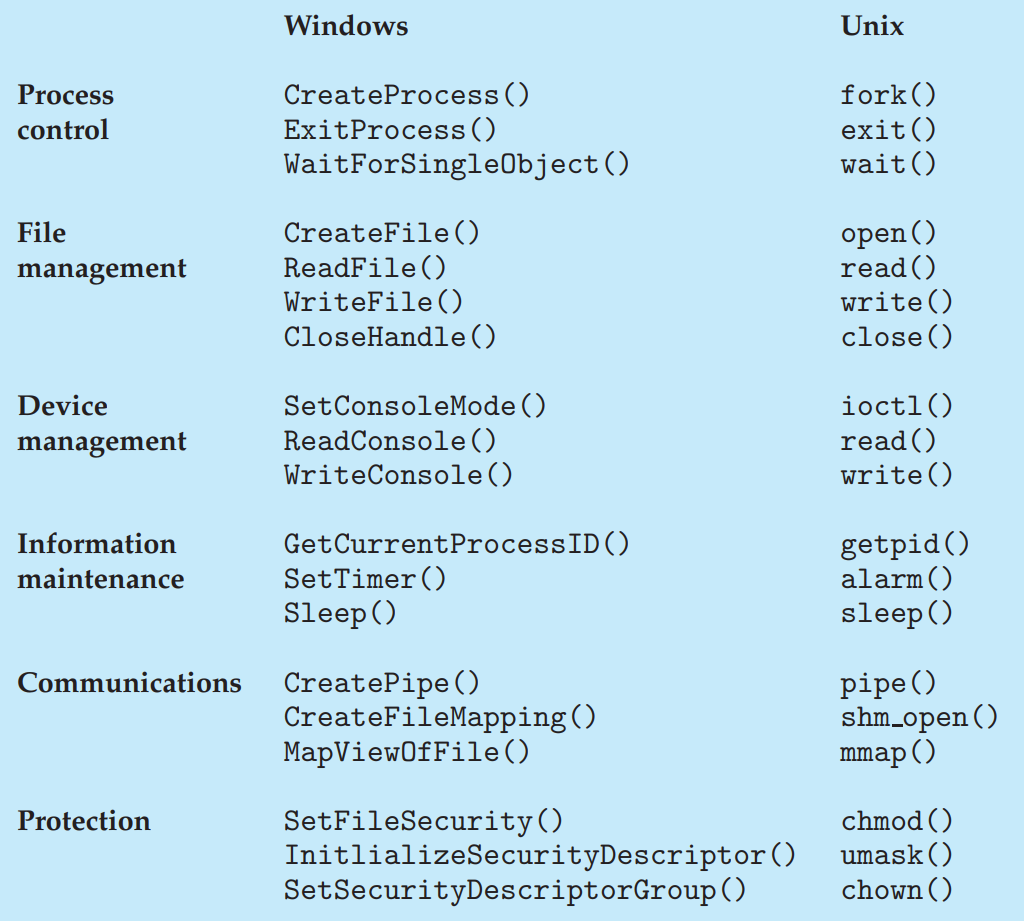 Windows Unix
Process CreateProcess() fork()
control ExitProcess() exit()
WaitForSingleObject() wait()
File CreateFile() open()
management ReadFile() read()
WriteFile() write()
CloseHandle() close()
Device SetConsoleMode() ioctl()
management ReadConsole() read()
WriteConsole() write()
Information GetCurrentProcessID() getpid()
maintenance SetTimer() alarm()
Sleep() sleep()
Communications CreatePipe() pipe()
CreateFileMapping() shm_open()
MapViewOfFile() mmap()
Protection SetFileSecurity() chmod()
InitlializeSecurityDescriptor() umask()
SetSecurityDescriptorGroup() chown()